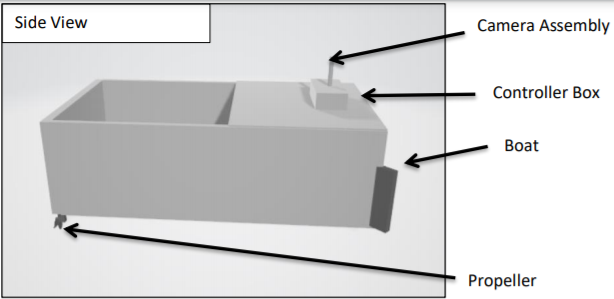 Side View
Camera Assembly
Controller Box
Boat
Propeller